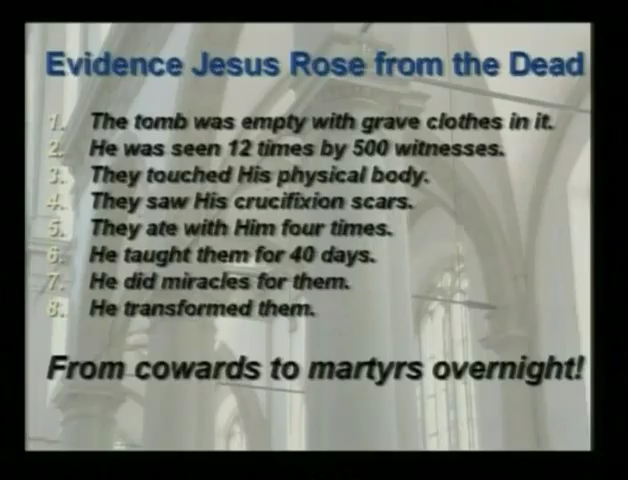 Evidence Jesus Rose from the Dead
1. The tomb was empty with grave clothes in it.
2. He was seen 12 times by 500 witnesses.
3. They touched His physical body.
4. They saw His crucifixion scars.
5. They ate with Him four times.
6. He taught them for 40 days.
7. He did miracles for them.
8. He transformed them.
From cowards to martyrs overnight!